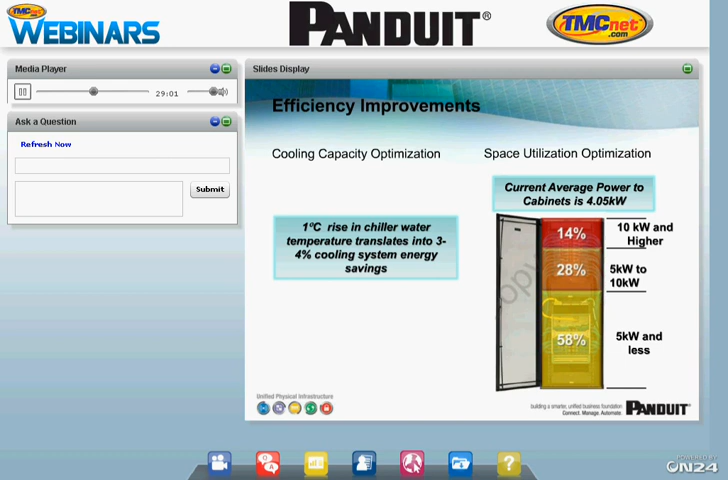 TMCnet
WEBINARS
PANDUIT®
TMCnet
.com
Media Player
29:01
Ask a Question
Refresh Now
Submit
Slides Display
Efficiency Improvements
Cooling Capacity Optimization
1°C rise in chiller water
temperature translates into 3-
4% cooling system energy
savings
Space Utilization Optimization
Current Average Power to
Cabinets is 4.05kW
14%
10 kW and
Higher
28%
5kW to
10kW
58%
5kW and
less
Unified Physical Infrastructure
building a smarter, unified business foundation
Connect. Manage. Automate.
PANDUIT
Q
A
?
POWERED BY
ON24